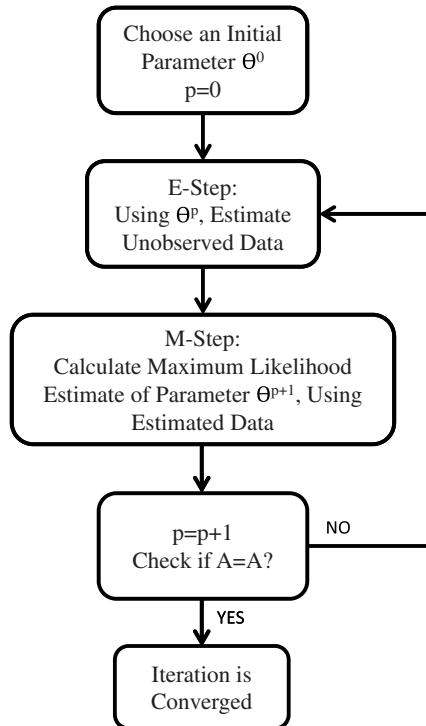 Choose an Initial
Parameter Θ⁰
p=0
E-Step:
Using Θᵖ, Estimate
Unobserved Data
M-Step:
Calculate Maximum Likelihood
Estimate of Parameter Θᵖ⁺¹, Using
Estimated Data
p=p+1
Check if A=A?
NO
YES
Iteration is
Converged